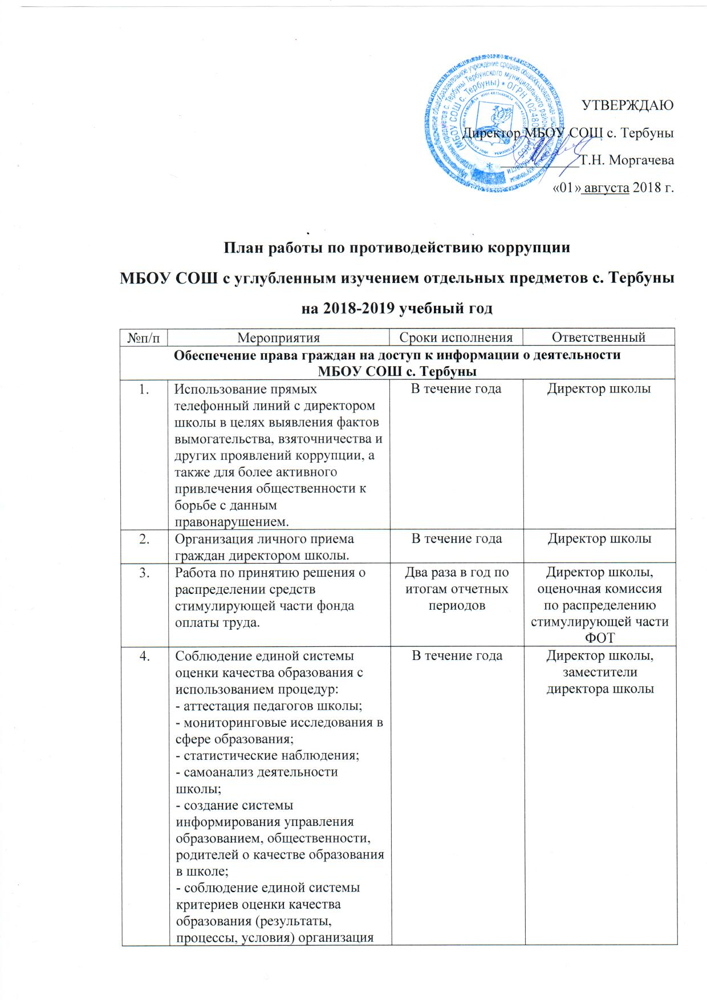 УТВЕРЖДАЮ
Директор МБОУ СОШ с. Тербуны
Т.Н. Моргачева
«01» августа 2018 г.
(МБОУ СОШ с. Тербуны) * ОГРН
План работы по противодействию коррупции
МБОУ СОШ с углубленным изучением отдельных предметов с. Тербуны
на 2018-2019 учебный год
№п/п Мероприятия Сроки исполнения Ответственный
Обеспечение права граждан на доступ к информации о деятельности
МБОУ СОШ с. Тербуны
1. Использование прямых В течение года Директор школы
телефонный линий с директором
школы в целях выявления фактов
вымогательства, взяточничества и
других проявлений коррупции, а
также для более активного
привлечения общественности к
борьбе с данным
правонарушением.
2. Организация личного приема В течение года Директор школы
граждан директором школы.
3. Работа по принятию решения о Два раза в год по Директор школы,
распределении средств итогам отчетных оценочная комиссия
стимулирующей части фонда периодов по распределению
оплаты труда. стимулирующей части
ФОТ
4. Соблюдение единой системы В течение года Директор школы,
оценки качества образования с заместители
использованием процедур: директора школы
- аттестация педагогов школы;
- мониторинговые исследования в
сфере образования;
- статистические наблюдения;
- самоанализ деятельности
школы;
- создание системы
информирования управления
образованием, общественности,
родителей о качестве образования
в школе;
- соблюдение единой системы
критериев оценки качества
образования (результаты,
процессы, условия) организация